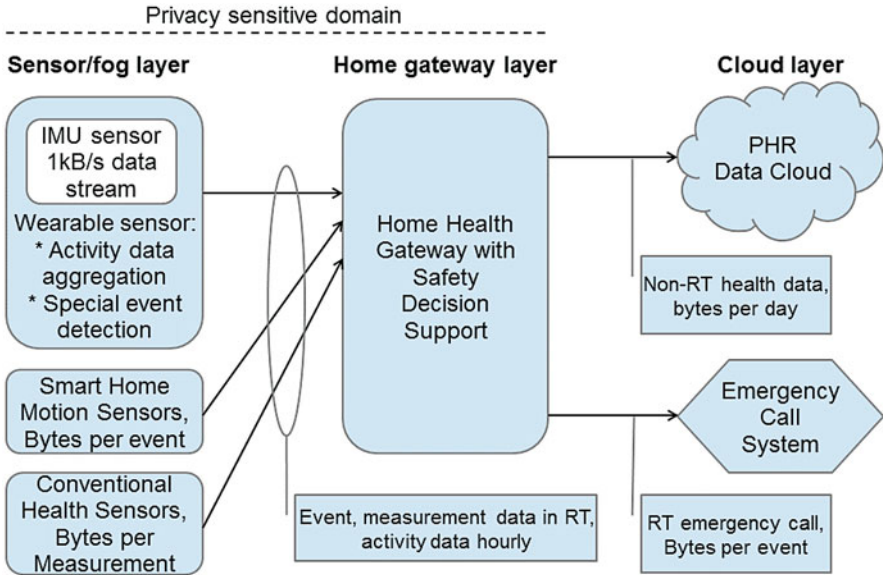 Privacy sensitive domain
Sensor/fog layer
Home gateway layer
Cloud layer
IMU sensor
1kB/s data
stream
Wearable sensor:
* Activity data
aggregation
* Special event
detection
Smart Home
Motion Sensors,
Bytes per event
Conventional
Health Sensors,
Bytes per
Measurement
Home Health
Gateway with
Safety
Decision
Support
Event, measurement data in RT,
activity data hourly
PHR
Data Cloud
Non-RT health data,
bytes per day
Emergency
Call
System
RT emergency call,
Bytes per event